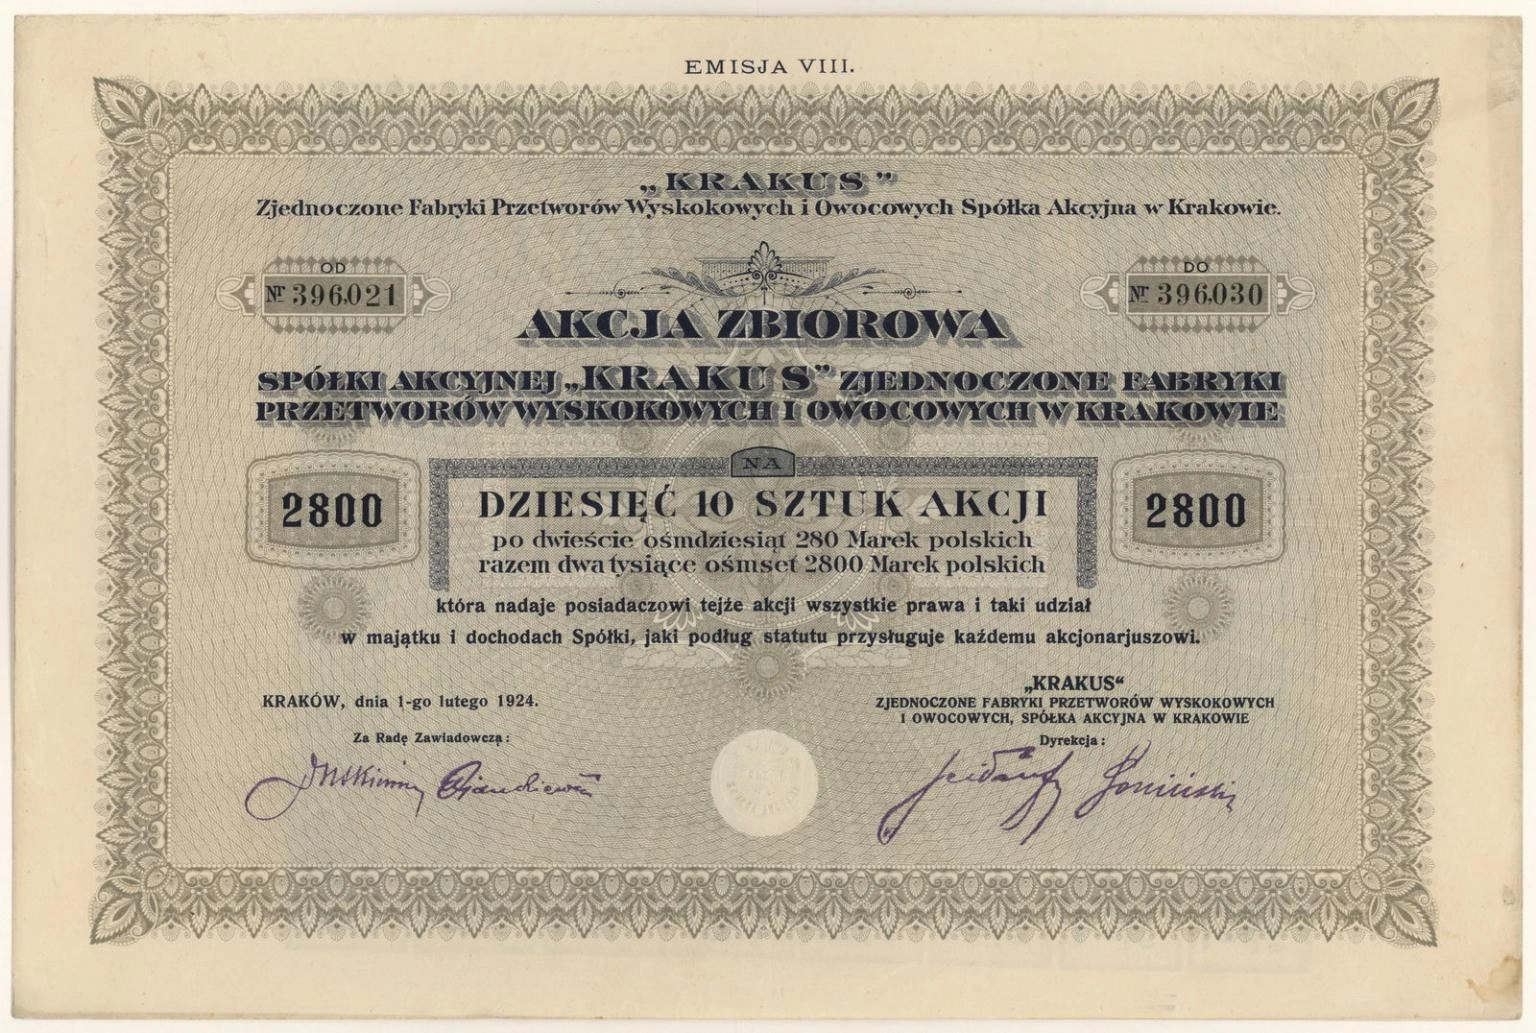 EMISJA VIII.
„KRAKUS”
Zjednoczone Fabryki Przetworów Wyskokowych i Owocowych Spółka Akcyjna w Krakowie.
OD
Nr 396,021
DO
Nr 396,030
AKCJA ZBIOROWA
SPÓŁKI AKCYJNEJ „KRAKUS” ZJEDNOCZONE FABRYKI
PRZETWORÓW WYSKOKOWYCH I OWOCOWYCH W KRAKOWIE
NA
2800
DZIESIĘĆ 10 SZTUK AKCJI
2800
po dwieście ośmdziesiąt 280 Marek polskich
razem dwa tysiące ośmset 2800 Marek polskich
która nadaje posiadaczowi tejże akcji wszystkie prawa i taki udział
w majątku i dochodach Spółki, jaki podług statutu przysługuje każdemu akcjonarjuszowi.
KRAKÓW, dnia 1-go lutego 1924.
Za Radę Zawiadowczą:
„KRAKUS“
ZJEDNOCZONE FABRYKI PRZETWORÓW WYSKOKOWYCH
I OWOCOWYCH, SPÓŁKA AKCYJNA W KRAKOWIE
Dyrekcja: